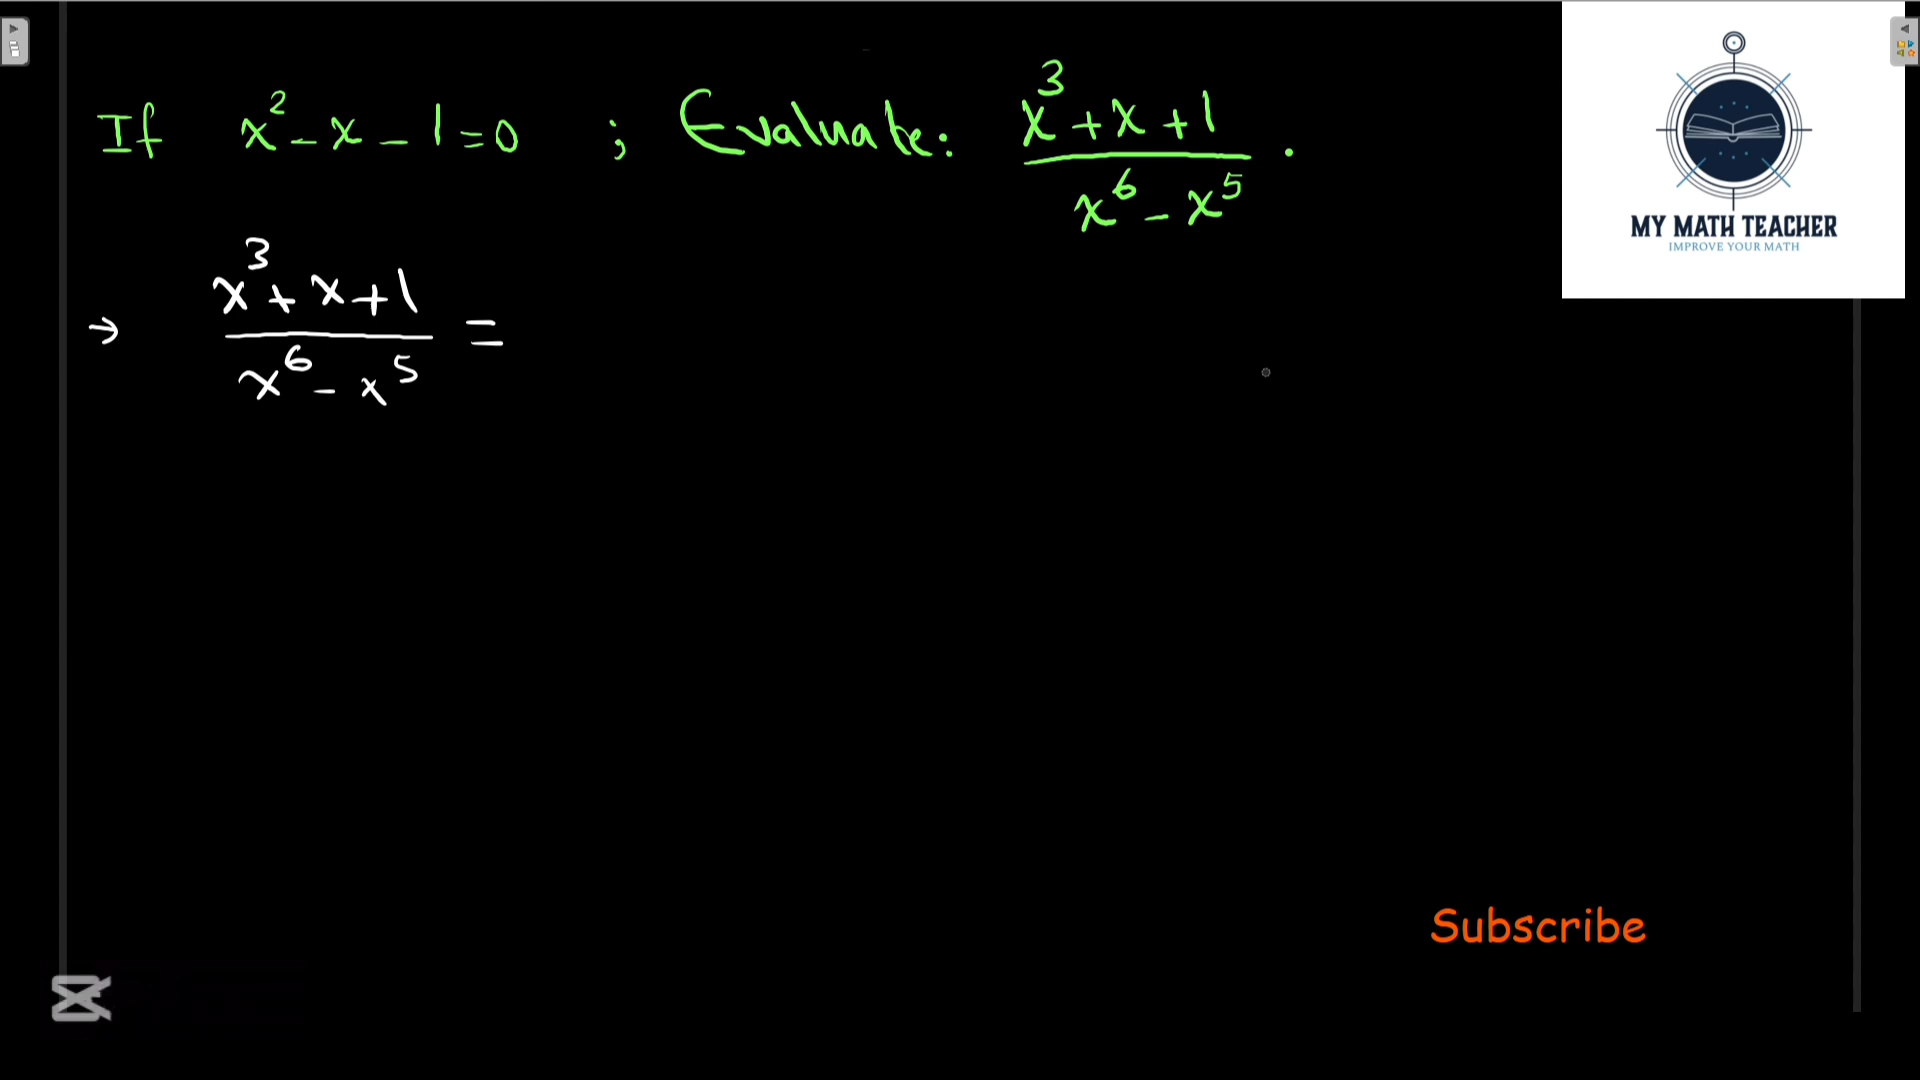 If x² - x - 1 = 0 ; Evaluate: (x³ + x + 1)/(x⁶ - x⁵) .
MY MATH TEACHER
IMPROVE YOUR MATH
→ (x³ + x + 1)/(x⁶ - x⁵) =
Subscribe